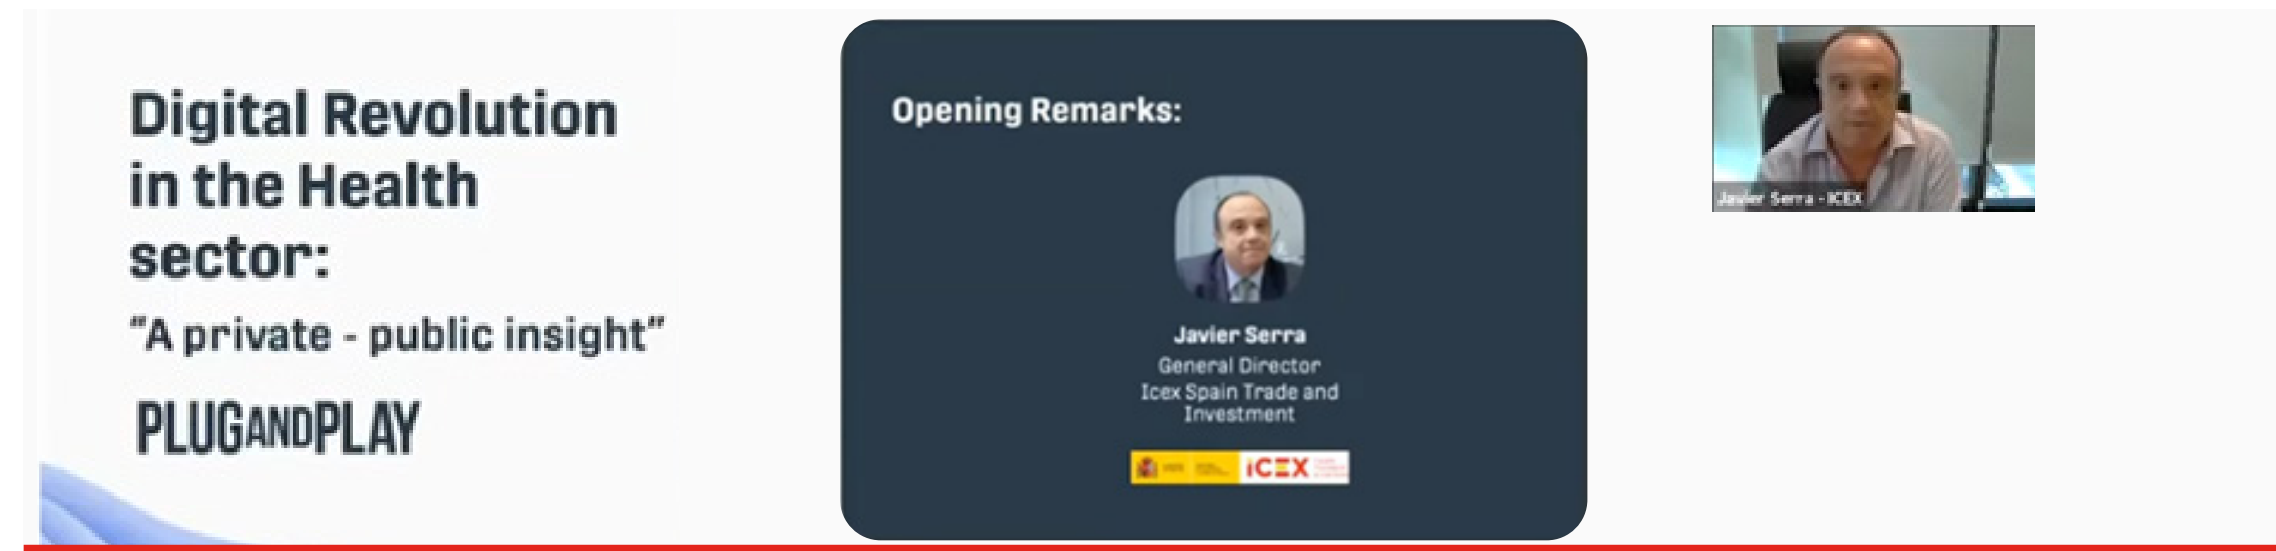 Digital Revolution
in the Health
sector:
“A private - public insight”
PLUGANDPLAY
Opening Remarks:
Javier Serra
General Director
Icex Spain Trade and
Investment
iCEX
Javier Serra - ICEX